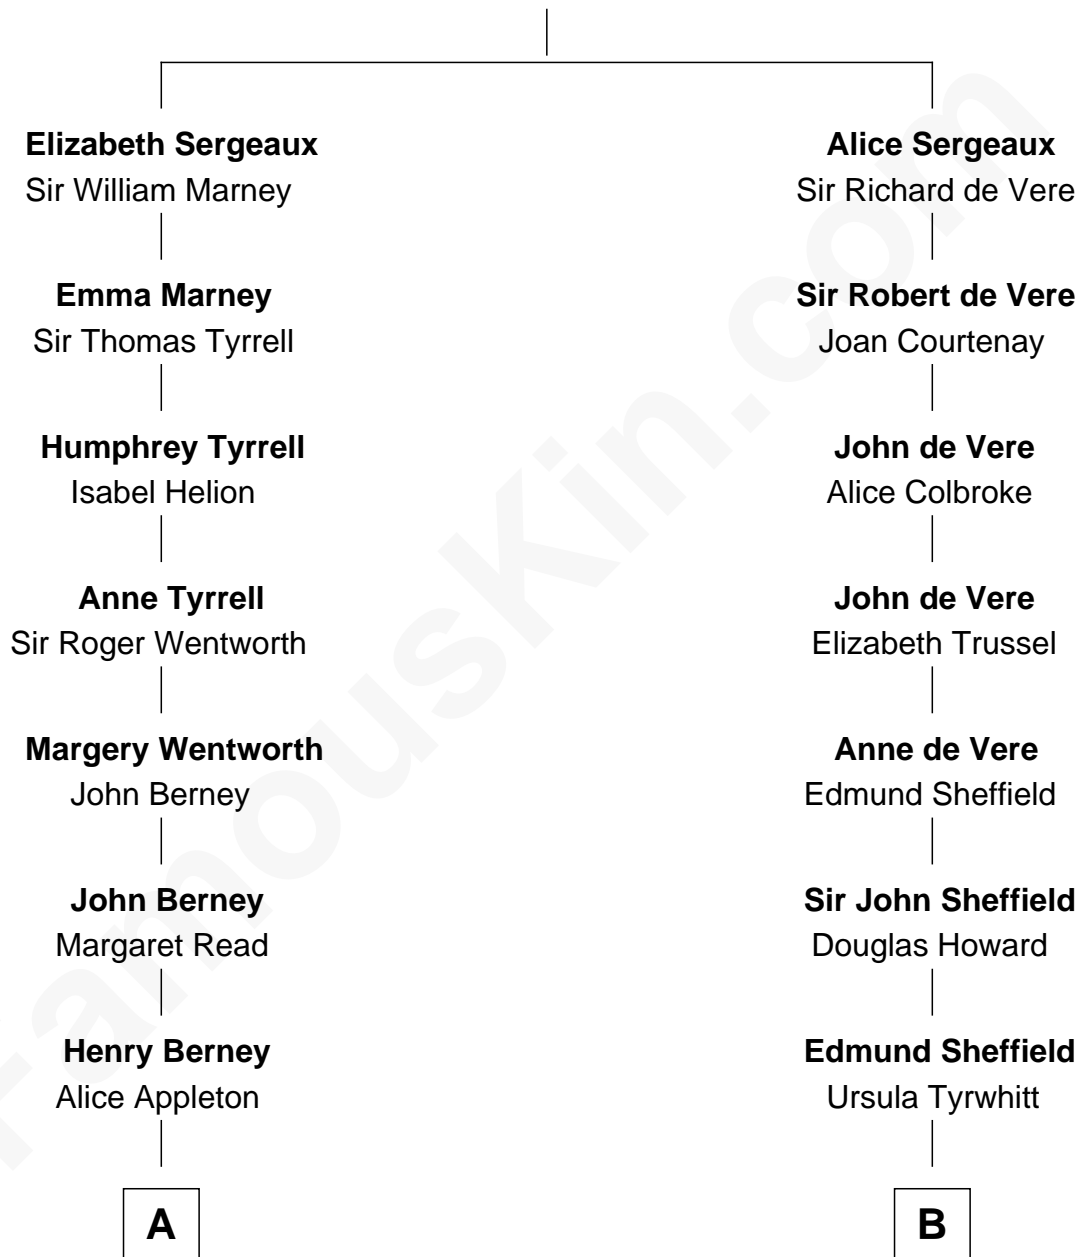 Elizabeth Sergeaux
Sir William Marney
Emma Marney
Sir Thomas Tyrrell
Humphrey Tyrrell
Isabel Helion
Anne Tyrrell
Sir Roger Wentworth
Margery Wentworth
John Berney
John Berney
Margaret Read
Henry Berney
Alice Appleton
A
Alice Sergeaux
Sir Richard de Vere
Sir Robert de Vere
Joan Courtenay
John de Vere
Alice Colbroke
John de Vere
Elizabeth Trussel
Anne de Vere
Edmund Sheffield
Sir John Sheffield
Douglas Howard
Edmund Sheffield
Ursula Tyrwhitt
B
FamousKin.com